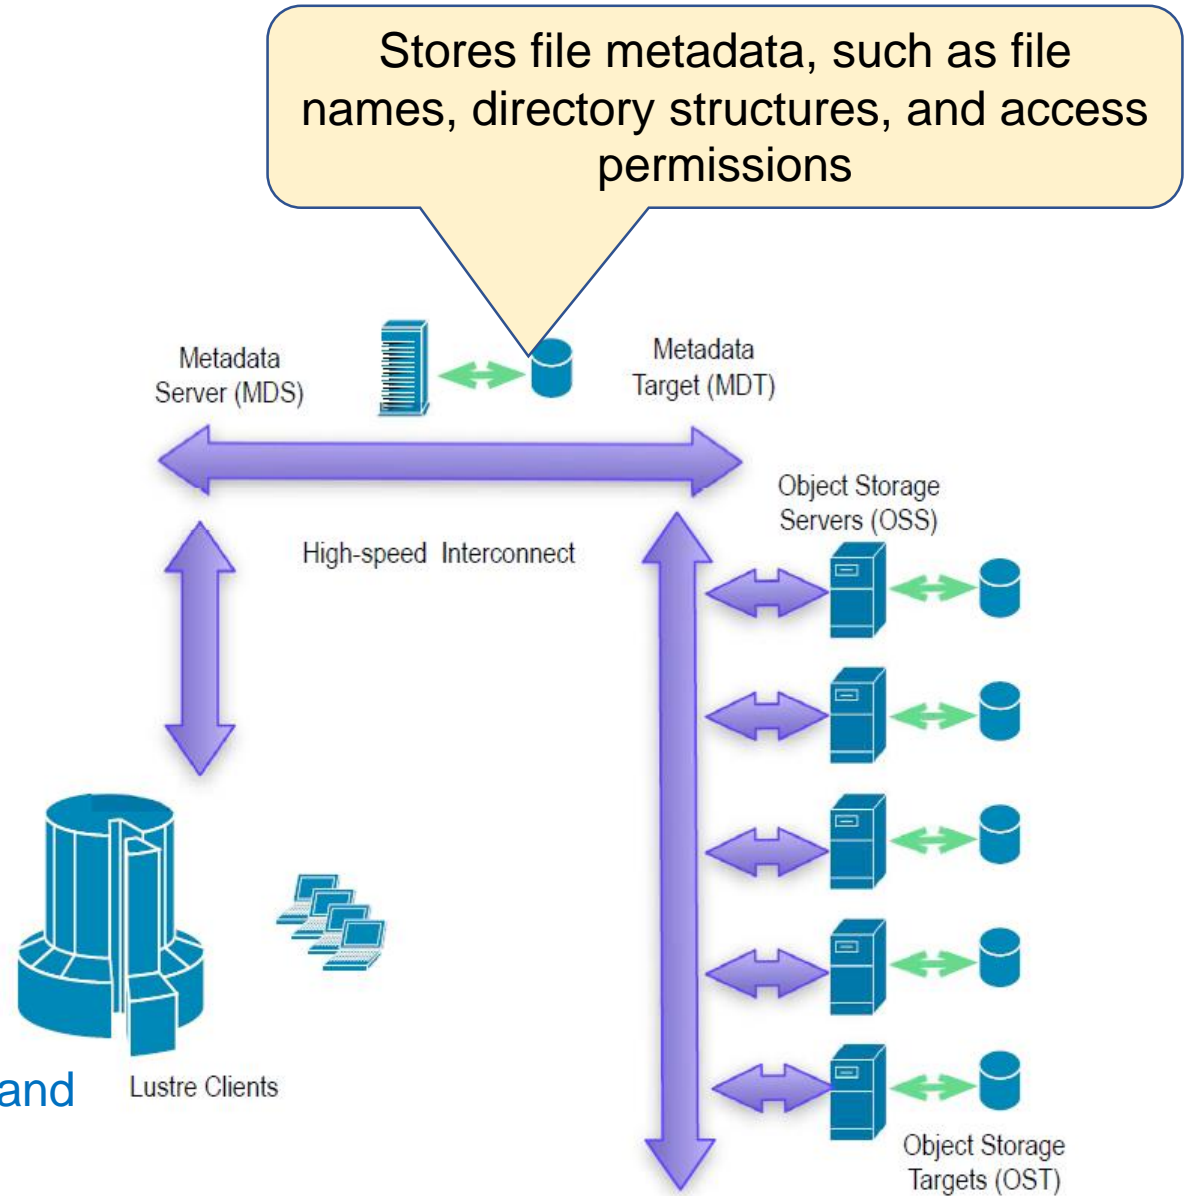 Stores file metadata, such as file
names, directory structures, and access
permissions
Metadata
Server (MDS)
Metadata
Target (MDT)
High-speed Interconnect
Object Storage
Servers (OSS)
and
Lustre Clients
Object Storage
Targets (OST)